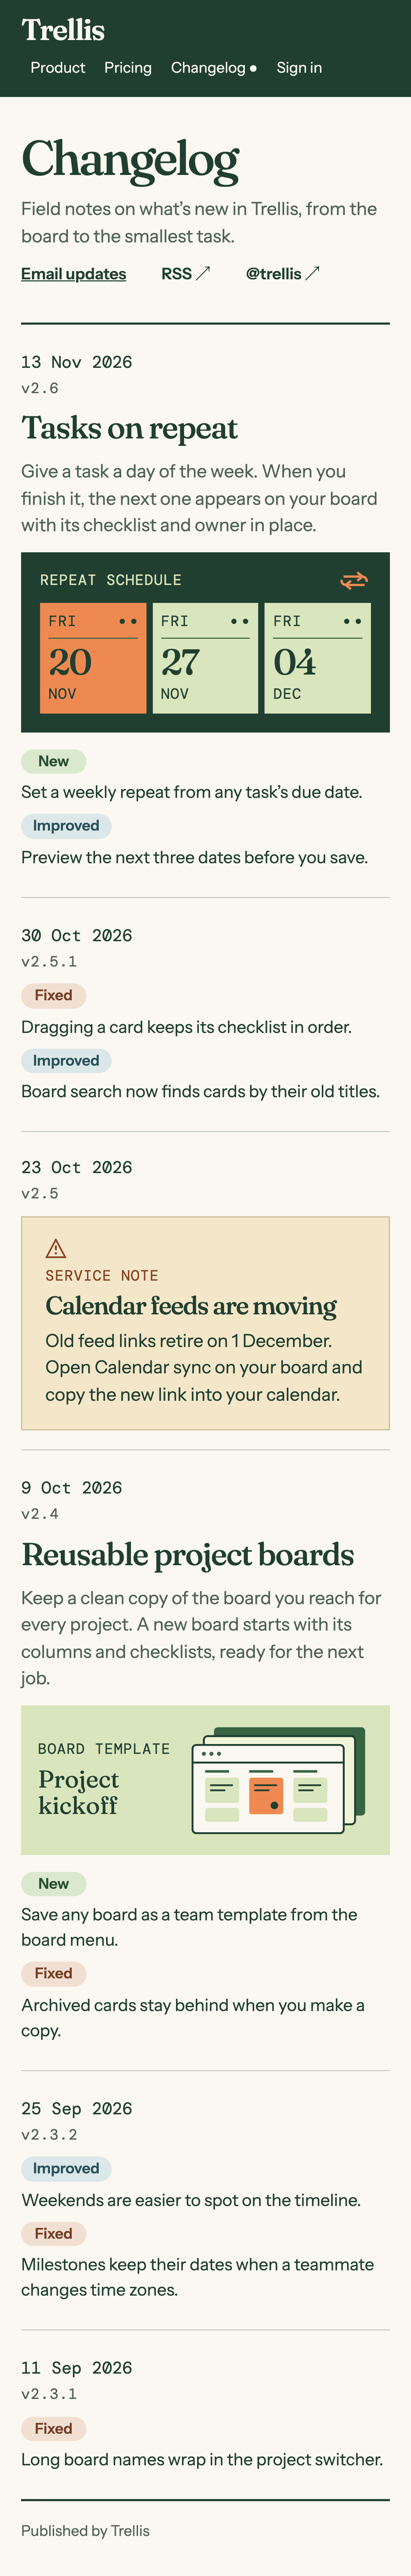 Trellis
Product Pricing Changelog Sign in
Changelog
Field notes on what’s new in Trellis, from the
board to the smallest task.
Email updates RSS ↗ @trellis ↗
13 Nov 2026
v2.6
Tasks on repeat
Give a task a day of the week. When you
finish it, the next one appears on your board
with its checklist and owner in place.
REPEAT SCHEDULE
FRI FRI FRI
20 27 04
NOV NOV DEC
New
Set a weekly repeat from any task’s due date.
Improved
Preview the next three dates before you save.
30 Oct 2026
v2.5.1
Fixed
Dragging a card keeps its checklist in order.
Improved
Board search now finds cards by their old titles.
23 Oct 2026
v2.5
SERVICE NOTE
Calendar feeds are moving
Old feed links retire on 1 December.
Open Calendar sync on your board and
copy the new link into your calendar.
9 Oct 2026
v2.4
Reusable project boards
Keep a clean copy of the board you reach for
every project. A new board starts with its
columns and checklists, ready for the next
job.
BOARD TEMPLATE
Project
kickoff
New
Save any board as a team template from the
board menu.
Fixed
Archived cards stay behind when you make a
copy.
25 Sep 2026
v2.3.2
Improved
Weekends are easier to spot on the timeline.
Fixed
Milestones keep their dates when a teammate
changes time zones.
11 Sep 2026
v2.3.1
Fixed
Long board names wrap in the project switcher.
Published by Trellis